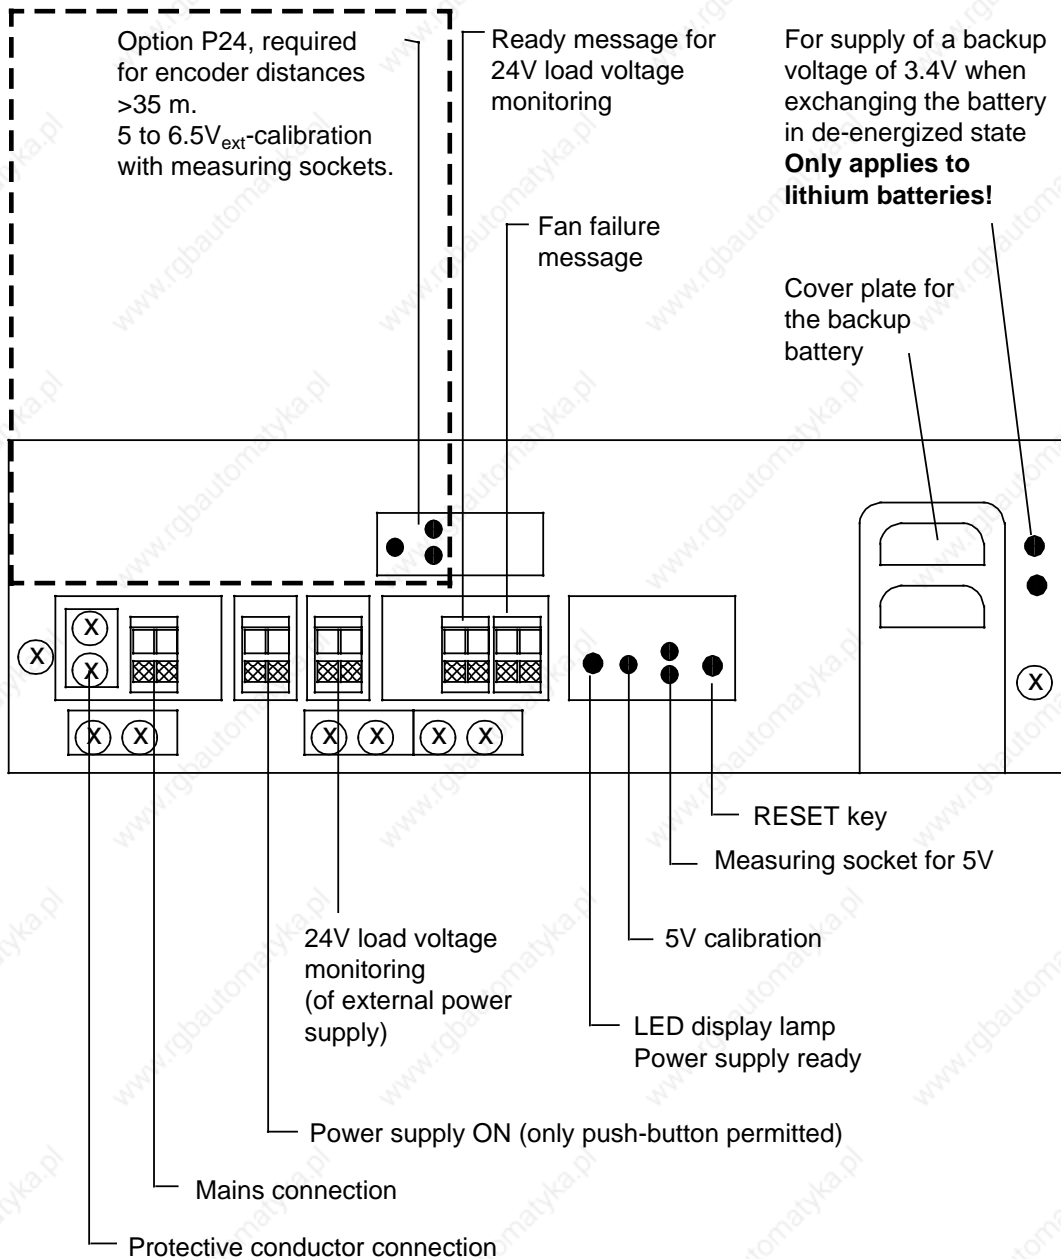 Option P24, required
for encoder distances
>35 m.
5 to 6.5Vext-calibration
with measuring sockets.
Ready message for
24V load voltage
monitoring
Fan failure
message
For supply of a backup
voltage of 3.4V when
exchanging the battery
in de-energized state
Only applies to
lithium batteries!
Cover plate for
the backup
battery
X
X
X
X
X
X
X
X
X
X
RESET key
Measuring socket for 5V
5V calibration
LED display lamp
Power supply ready
24V load voltage
monitoring
(of external power
supply)
Power supply ON (only push-button permitted)
Mains connection
Protective conductor connection
www.rgbautomatyka.pl